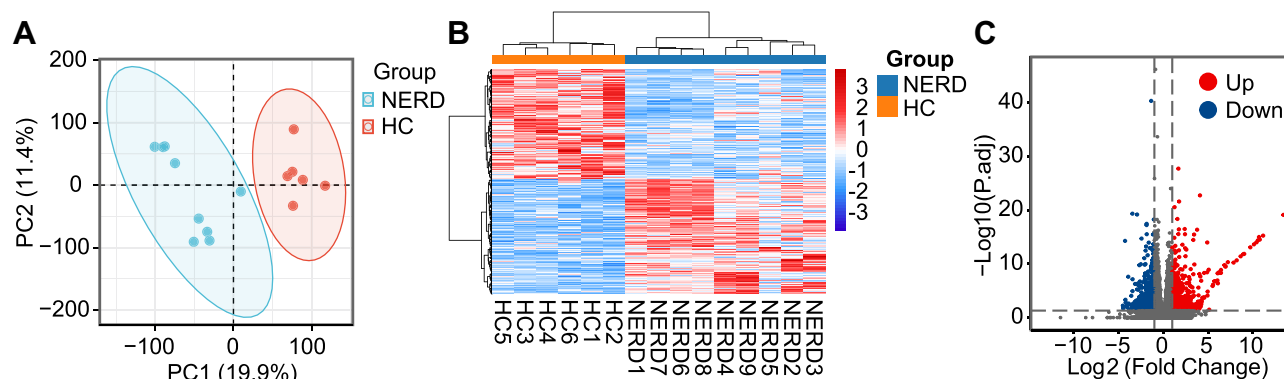 A
200
100
0
−100
−200
PC2 (11.4%)
−100
0
100
PC1 (19.9%)
Group
NERD
HC
B
Group
NERD
HC
3
2
1
0
-1
-2
-3
HC5
HC3
HC4
HC6
HC1
HC2
NERD1
NERD7
NERD6
NERD8
NERD4
NERD9
NERD5
NERD2
NERD3
C
Up
Down
40
30
20
10
0
−Log10(P.adj)
−10
−5
0
5
10
Log2 (Fold Change)